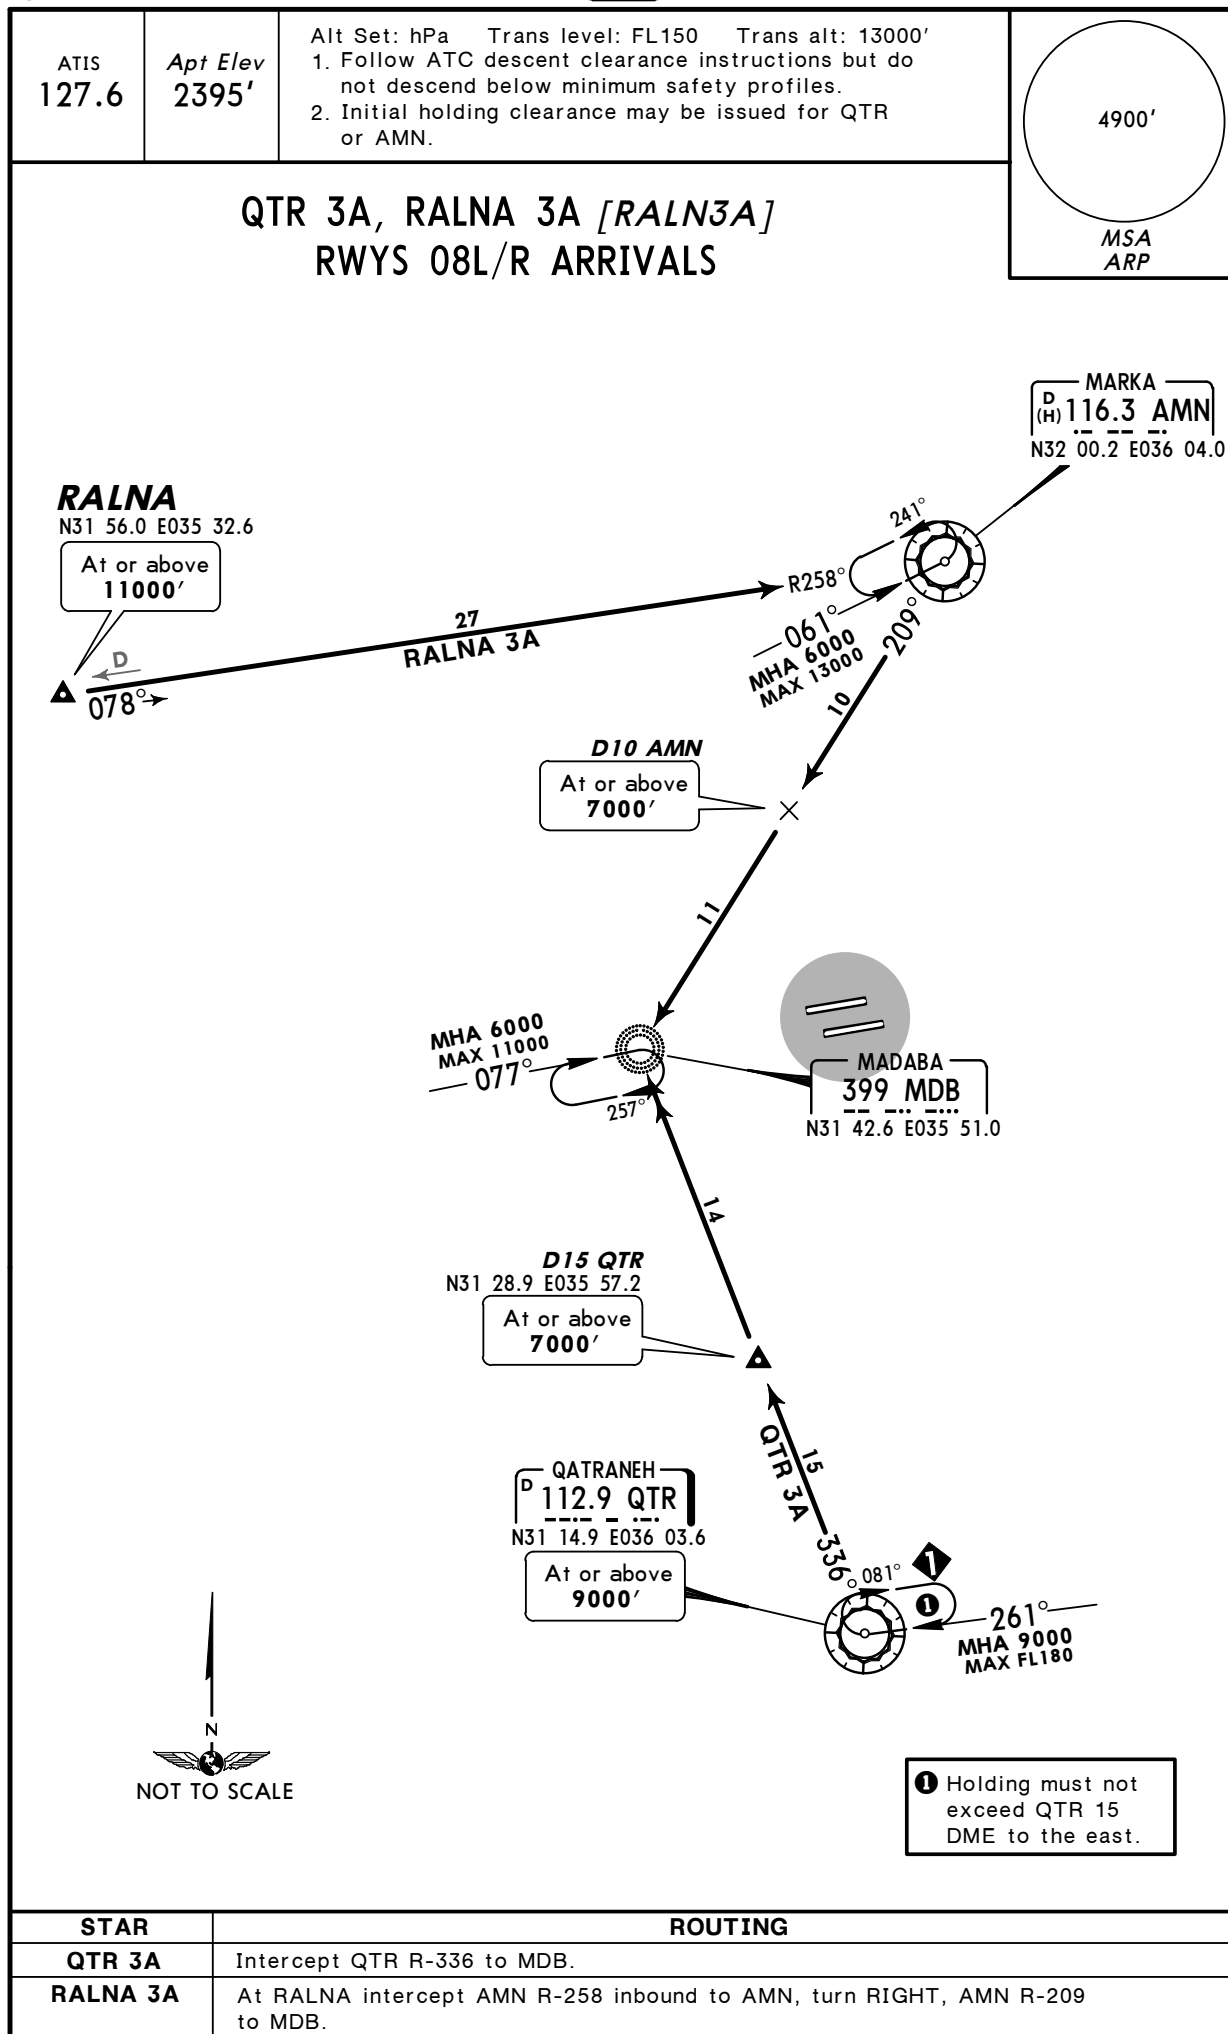 ATIS
127.6
Apt Elev
2395'
Alt Set: hPa Trans level: FL150 Trans alt: 13000'
1. Follow ATC descent clearance instructions but do
not descend below minimum safety profiles.
2. Initial holding clearance may be issued for QTR
or AMN.
4900'
MSA
ARP
QTR 3A, RALNA 3A [RALN3A]
RWYS 08L/R ARRIVALS
MARKA
D
(H) 116.3 AMN
N32 00.2 E036 04.0
RALNA
N31 56.0 E035 32.6
At or above
11000'
D
078°
27
RALNA 3A
R258°
241°
061°
MHA 6000
MAX 13000
209°
10
D10 AMN
At or above
7000'
11
MHA 6000
MAX 11000
077°
257°
MADABA
399 MDB
N31 42.6 E035 51.0
14
D15 QTR
N31 28.9 E035 57.2
At or above
7000'
15
QTR 3A
336°
QATRANEH
D 112.9 QTR
N31 14.9 E036 03.6
At or above
9000'
081°
1
1
261°
MHA 9000
MAX FL180
N
NOT TO SCALE
1 Holding must not
exceed QTR 15
DME to the east.
STAR ROUTING
QTR 3A Intercept QTR R-336 to MDB.
RALNA 3A At RALNA intercept AMN R-258 inbound to AMN, turn RIGHT, AMN R-209
to MDB.